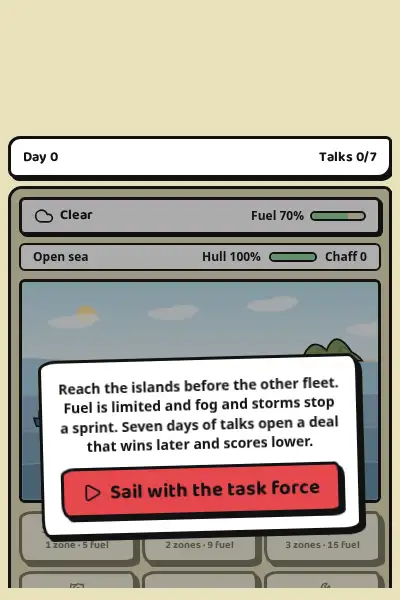 Day 0
Talks 0/7
Clear
Fuel 70%
Open sea
Hull 100%
Chaff 0
Reach the islands before the other fleet.
Fuel is limited and fog and storms stop
a sprint. Seven days of talks open a deal
that wins later and scores lower.
Sail with the task force
1 zone · 5 fuel
2 zones · 9 fuel
3 zones · 15 fuel